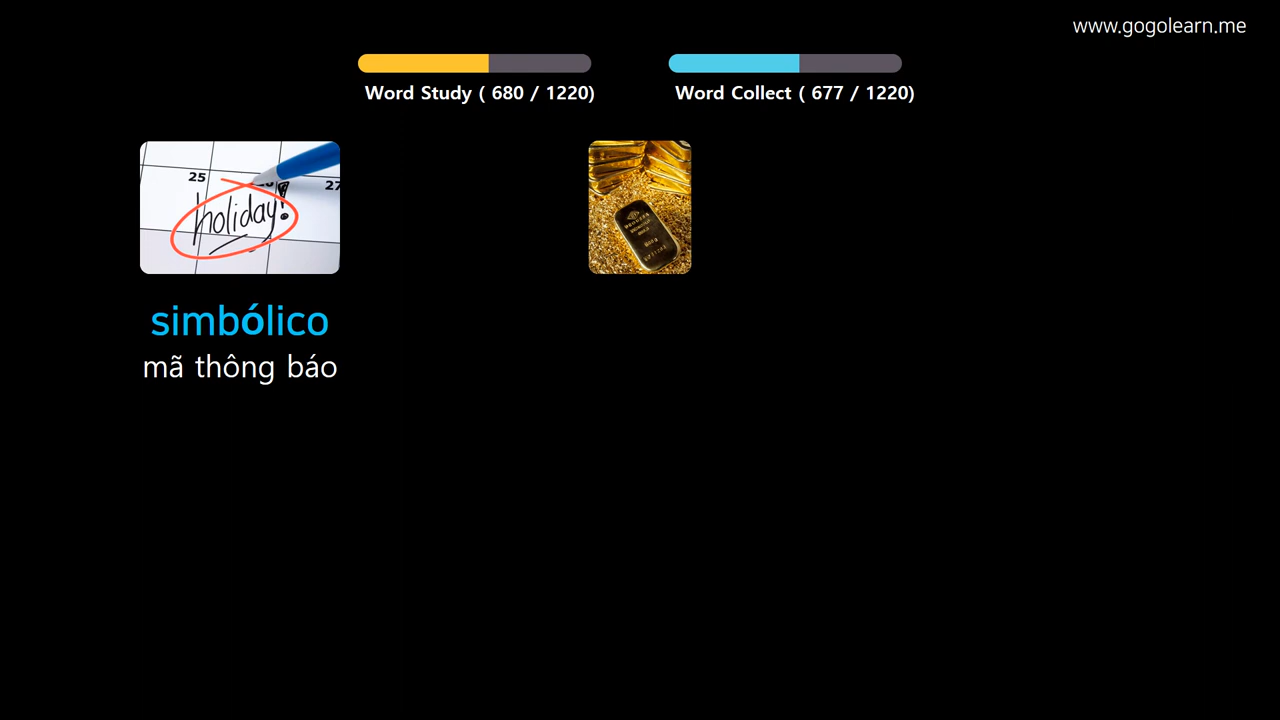 www.gogolearn.me
Word Study ( 680 / 1220)
Word Collect ( 677 / 1220)
25
27
holiday!
simbólico
mã thông báo